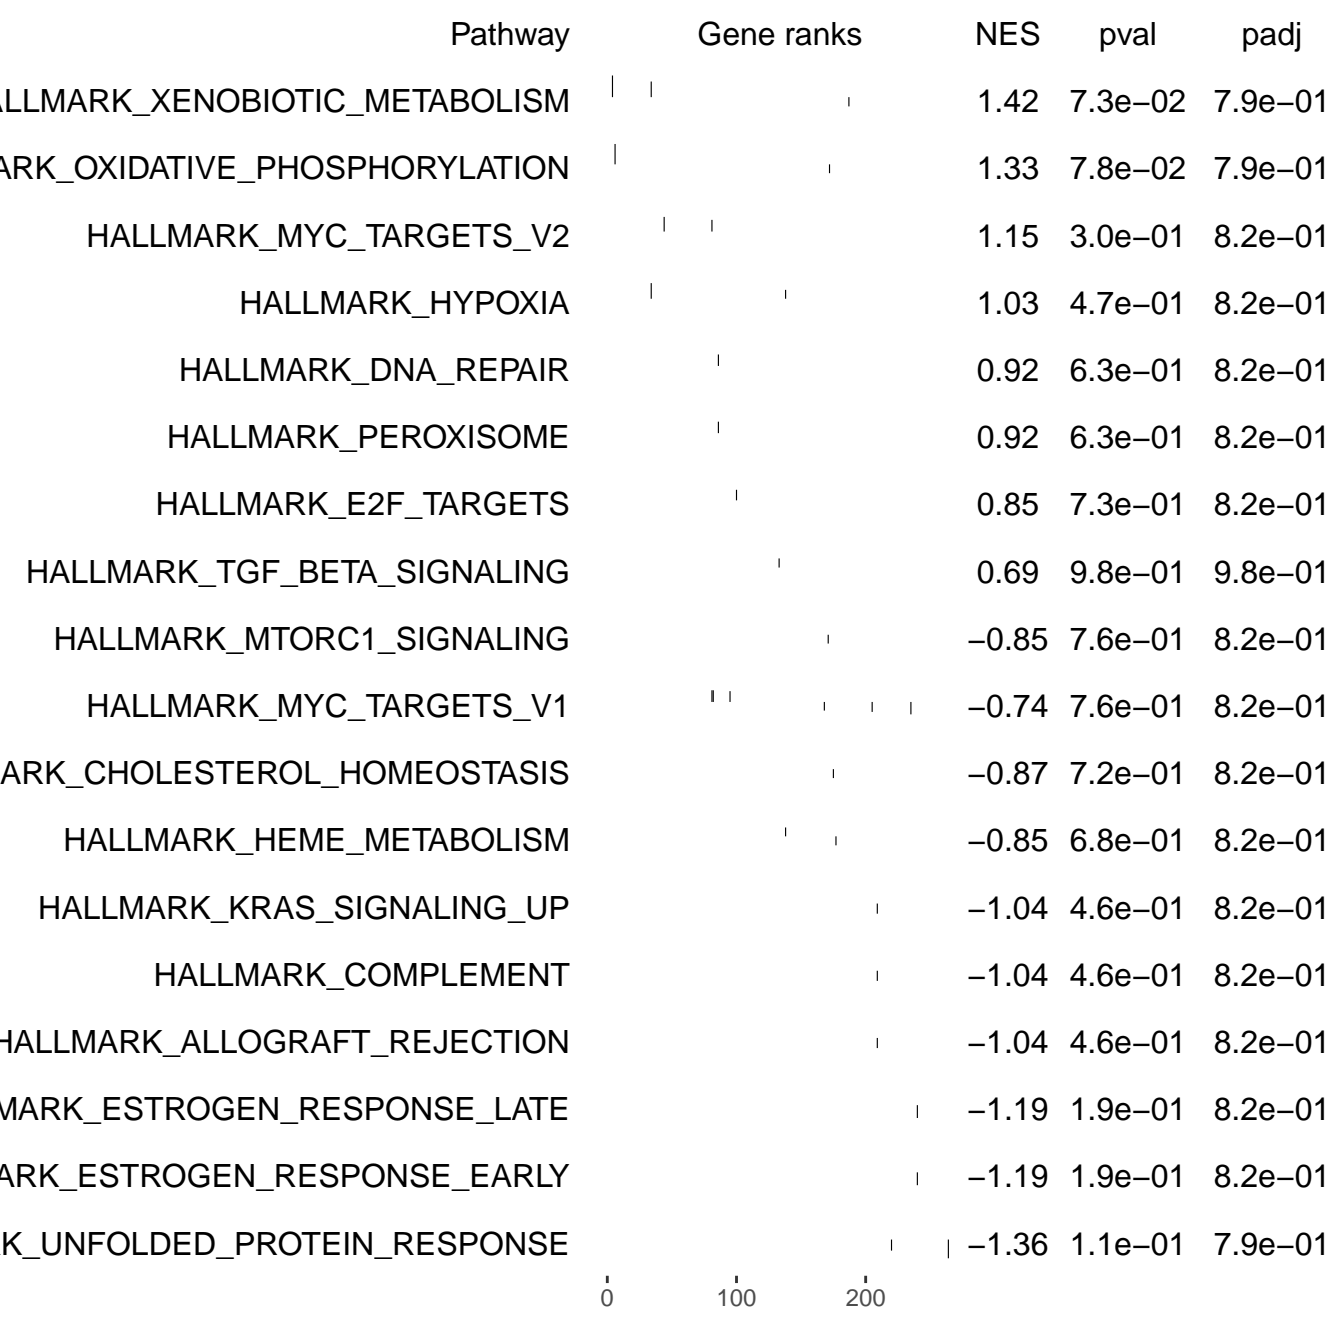 Pathway Gene ranks NES pval padj
ALLMARK_XENOBIOTIC_METABOLISM 1.42 7.3e−02 7.9e−01
ARK_OXIDATIVE_PHOSPHORYLATION 1.33 7.8e−02 7.9e−01
HALLMARK_MYC_TARGETS_V2 1.15 3.0e−01 8.2e−01
HALLMARK_HYPOXIA 1.03 4.7e−01 8.2e−01
HALLMARK_DNA_REPAIR 0.92 6.3e−01 8.2e−01
HALLMARK_PEROXISOME 0.92 6.3e−01 8.2e−01
HALLMARK_E2F_TARGETS 0.85 7.3e−01 8.2e−01
HALLMARK_TGF_BETA_SIGNALING 0.69 9.8e−01 9.8e−01
HALLMARK_MTORC1_SIGNALING −0.85 7.6e−01 8.2e−01
HALLMARK_MYC_TARGETS_V1 −0.74 7.6e−01 8.2e−01
ARK_CHOLESTEROL_HOMEOSTASIS −0.87 7.2e−01 8.2e−01
HALLMARK_HEME_METABOLISM −0.85 6.8e−01 8.2e−01
HALLMARK_KRAS_SIGNALING_UP −1.04 4.6e−01 8.2e−01
HALLMARK_COMPLEMENT −1.04 4.6e−01 8.2e−01
HALLMARK_ALLOGRAFT_REJECTION −1.04 4.6e−01 8.2e−01
MARK_ESTROGEN_RESPONSE_LATE −1.19 1.9e−01 8.2e−01
ARK_ESTROGEN_RESPONSE_EARLY −1.19 1.9e−01 8.2e−01
K_UNFOLDED_PROTEIN_RESPONSE −1.36 1.1e−01 7.9e−01
0 100 200